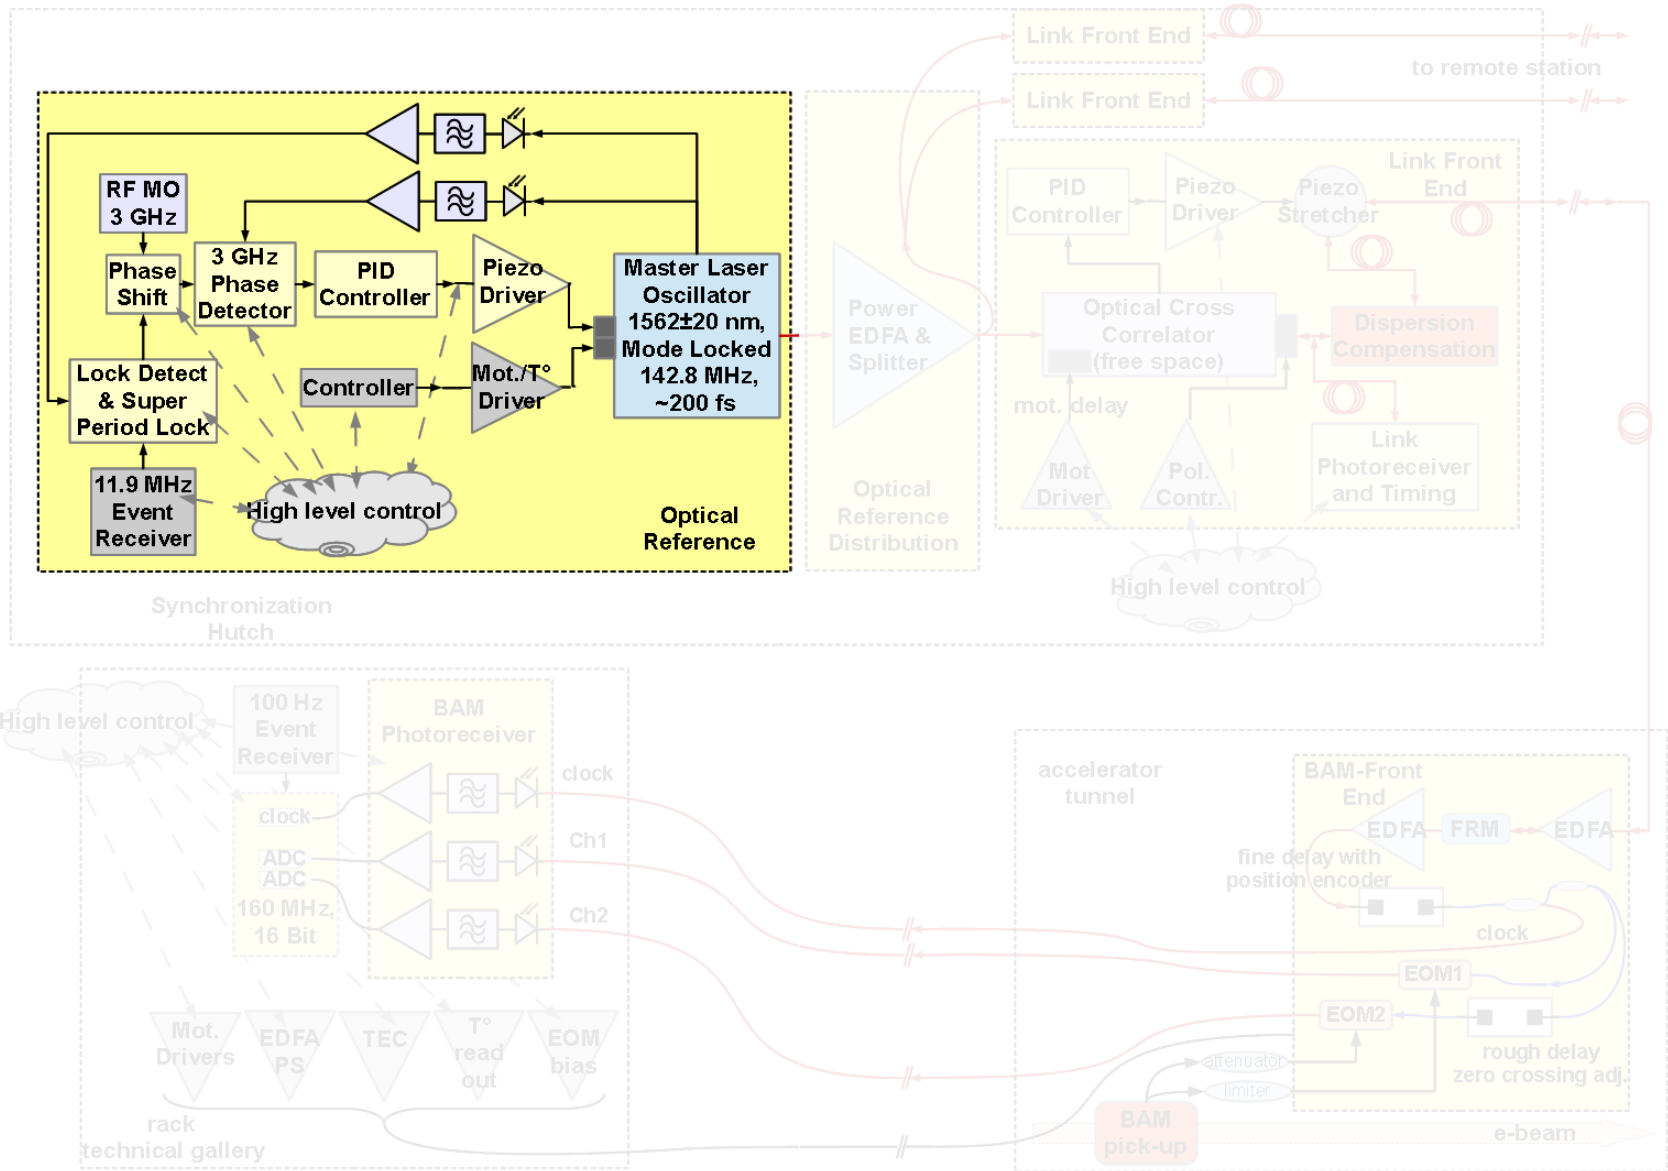 Link Front End
to remote station
Link Front End
RF MO
3 GHz
Phase
Shift
3 GHz
Phase
Detector
PID
Controller
Piezo
Driver
Master Laser
Oscillator
1562±20 nm,
Mode Locked
142.8 MHz,
~200 fs
Lock Detect
& Super
Period Lock
Controller
Mot./T°
Driver
11.9 MHz
Event
Receiver
High level control
Optical
Reference
Power
EDFA &
Splitter
Optical
Reference
Distribution
PID
Controller
Piezo
Driver
Piezo
Stretcher
Link Front
End
Optical Cross
Correlator
(free space)
Dispersion
Compensation
mot. delay
Mot
Driver
Pol.
Contr.
Link
Photoreceiver
and Timing
High level control
Synchronization
Hutch
High level control
100 Hz
Event
Receiver
BAM
Photoreceiver
clock
clock
ADC
ADC
160 MHz,
16 Bit
Ch1
Ch2
Mot.
Drivers
EDFA
PS
TEC
T°
read
out
EOM
bias
rack
technical gallery
accelerator
tunnel
BAM-Front
End
EDFA
FRM
EDFA
fine delay with
position encoder
clock
EOM1
EOM2
rough delay
zero crossing adj.
attenuator
limiter
BAM
pick-up
e-beam